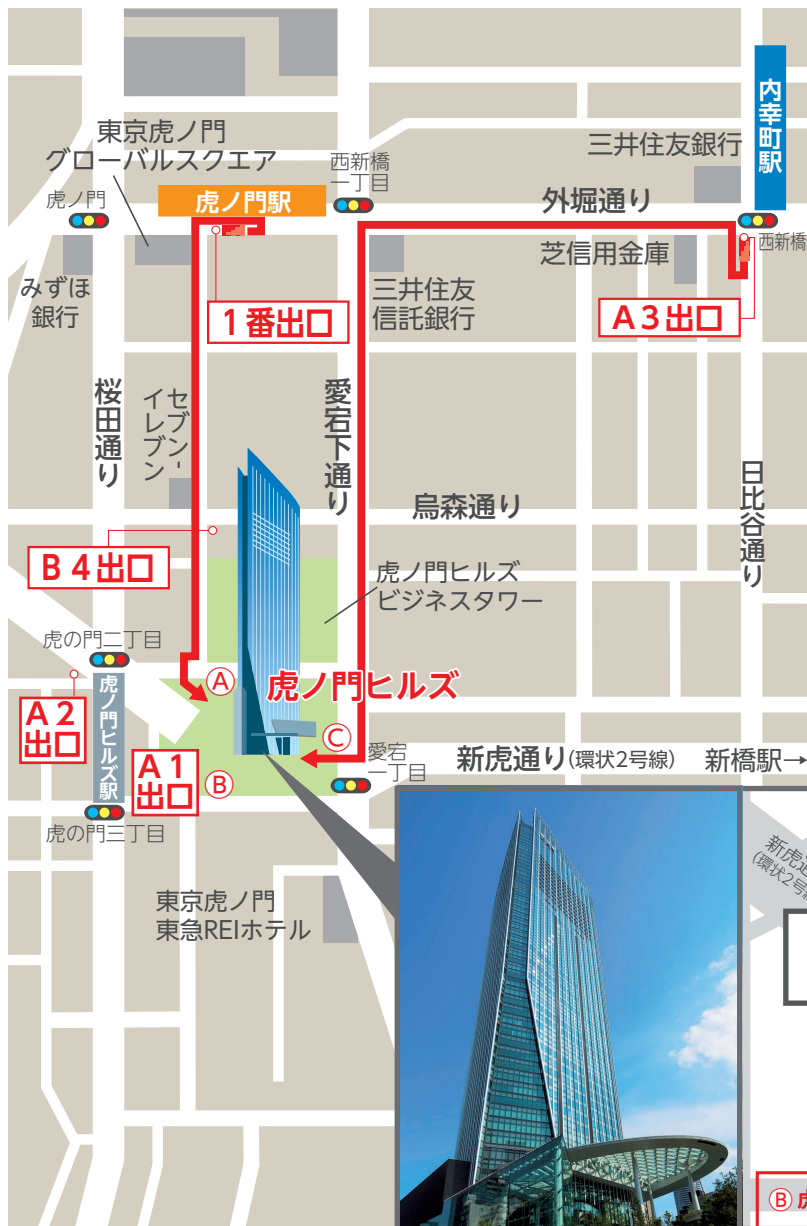 内幸町駅
東京虎ノ門
グローバルスクエア
西新橋
一丁目
三井住友銀行
虎ノ門
虎ノ門駅
外堀通り
西新橋
みずほ
銀行
芝信用金庫
三井住友
信託銀行
1番出口
A3出口
桜田通り
セブン-
イレブン
愛宕下通り
日比谷通り
烏森通り
B4出口
虎ノ門ヒルズ
ビジネスタワー
虎の門二丁目
A
虎ノ門ヒルズ
虎ノ門ヒルズ駅
A2
出口
C
愛宕
一丁目
新虎通り(環状2号線)
新橋駅→
A1
出口
B
虎の門三丁目
新虎通
(環状2号線
東京虎ノ門
東急REIホテル
B 虎